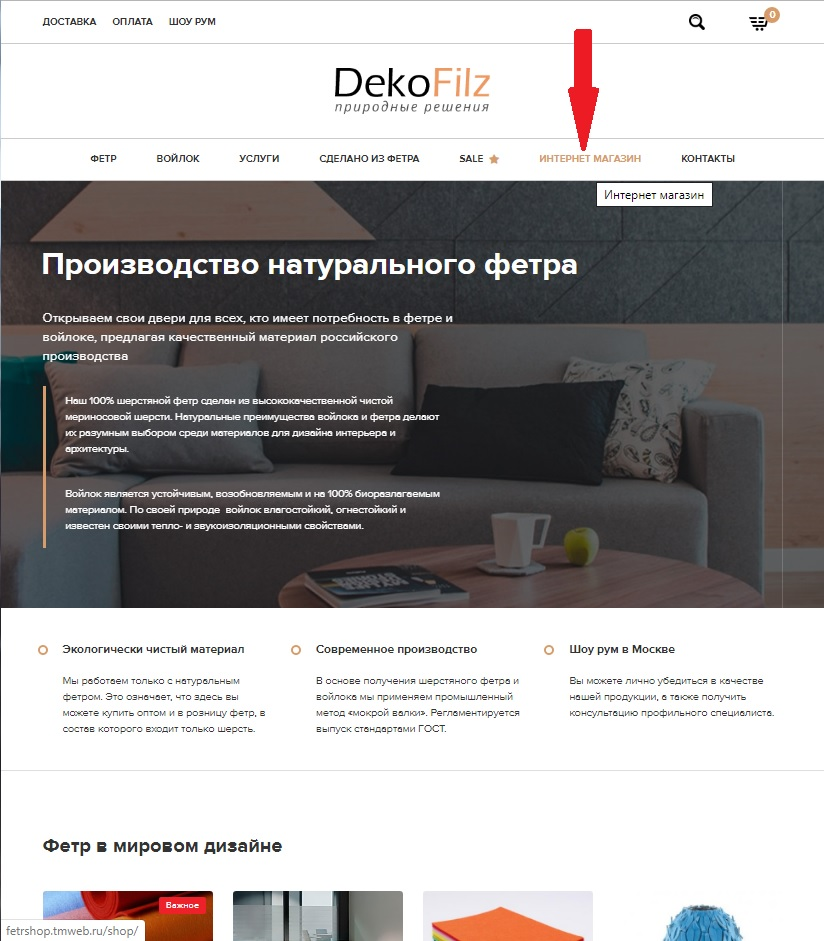 ДОСТАВКА ОПЛАТА ШОУ РУМ
0
DekoFilz
природные решения
ФЕТР ВОЙЛОК УСЛУГИ СДЕЛАНО ИЗ ФЕТРА SALE ИНТЕРНЕТ МАГАЗИН КОНТАКТЫ
Интернет магазин
Производство натурального фетра
Открываем свои двери для всех, кто имеет потребность в фетре и
войлоке, предлагая качественный материал российского
производства
Наш 100% шерстяной фетр сделан из высококачественной чистой
мериносовой шерсти. Натуральные преимущества войлока и фетра делают
их разумным выбором среди материалов для дизайна интерьера и
архитектуры.
Войлок является устойчивым, возобновляемым и на 100% биоразлагаемым
материалом. По своей природе войлок влагостойкий, огнестойкий и
известен своими тепло- и звукоизоляционными свойствами.
Экологически чистый материал
Мы работаем только с натуральным
фетром. Это означает, что здесь вы
можете купить оптом и в розницу фетр, в
состав которого входит только шерсть.
Современное производство
В основе получения шерстяного фетра и
войлока мы применяем промышленный
метод «мокрой валки». Регламентируется
выпуск стандартами ГОСТ.
Шоу рум в Москве
Вы можете лично убедиться в качестве
нашей продукции, а также получить
консультацию профильного специалиста.
Фетр в мировом дизайне
Важное
fetrshop.tmweb.ru/shop/